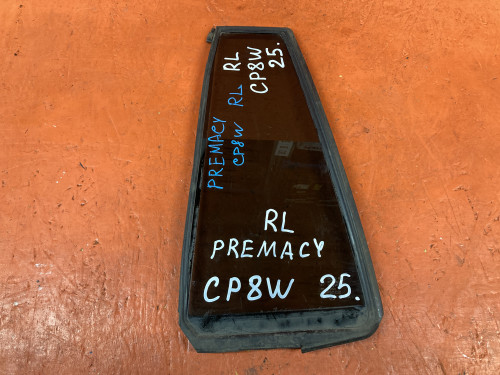 RL
CP8W
25.
PREMACY RL
CP8W
RL
PREMACY
CP8W 25.